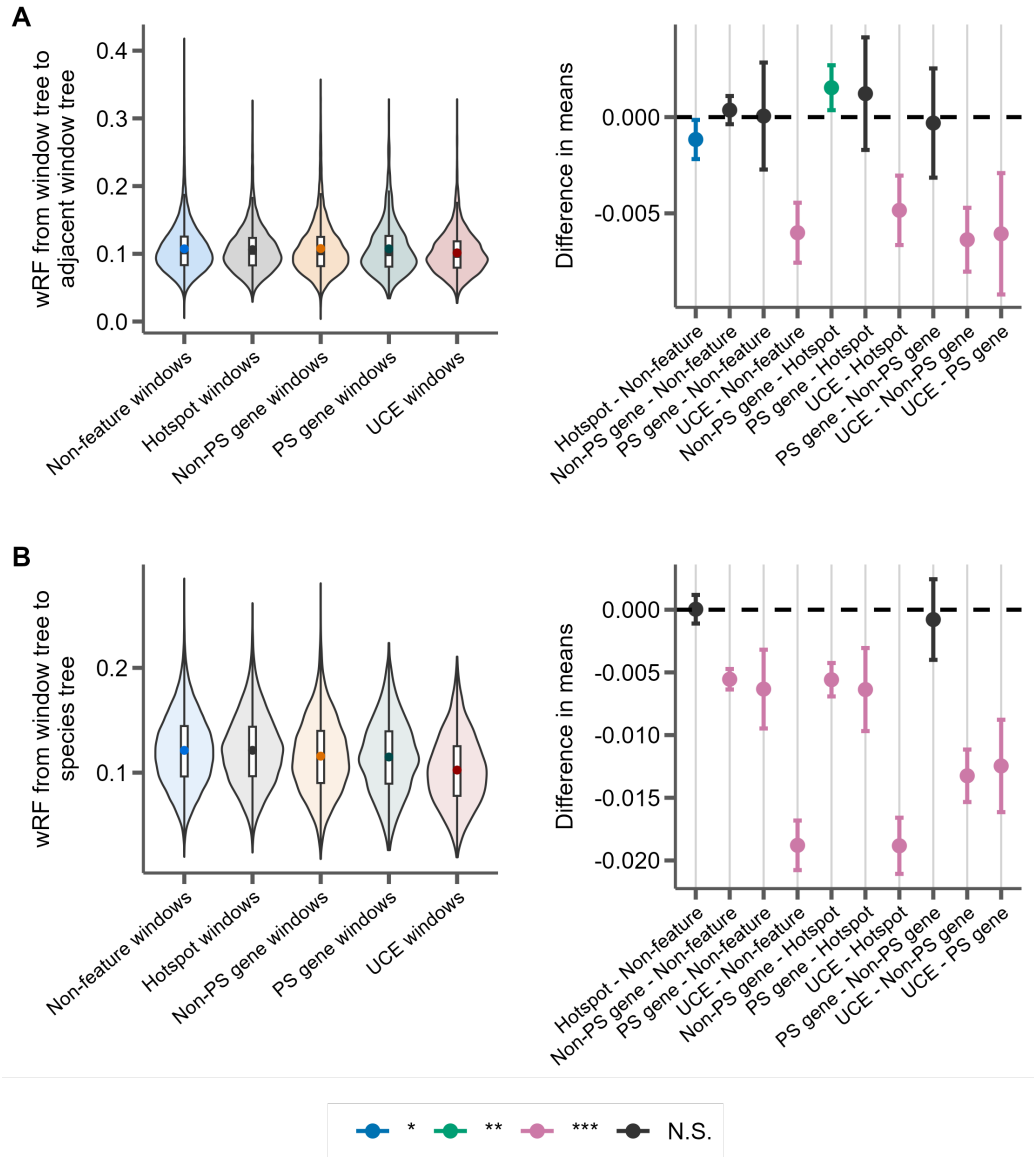 A
wRF from window tree to
adjacent window tree
0.4
0.3
0.2
0.1
0.0
Non-feature windows
Hotspot windows
Non-PS gene windows
PS gene windows
UCE windows
Difference in means
0.000
-0.005
Hotspot - Non-feature
Non-PS gene - Non-feature
PS gene - Non-feature
UCE - Non-feature
Non-PS gene - Hotspot
PS gene - Hotspot
UCE - Hotspot
PS gene - Non-PS gene
UCE - Non-PS gene
UCE - PS gene
B
wRF from window tree to
species tree
0.2
0.1
Non-feature windows
Hotspot windows
Non-PS gene windows
PS gene windows
UCE windows
Difference in means
0.000
-0.005
-0.010
-0.015
-0.020
Hotspot - Non-feature
Non-PS gene - Non-feature
PS gene - Non-feature
UCE - Non-feature
Non-PS gene - Hotspot
PS gene - Hotspot
UCE - Hotspot
PS gene - Non-PS gene
UCE - Non-PS gene
UCE - PS gene
* ** *** N.S.